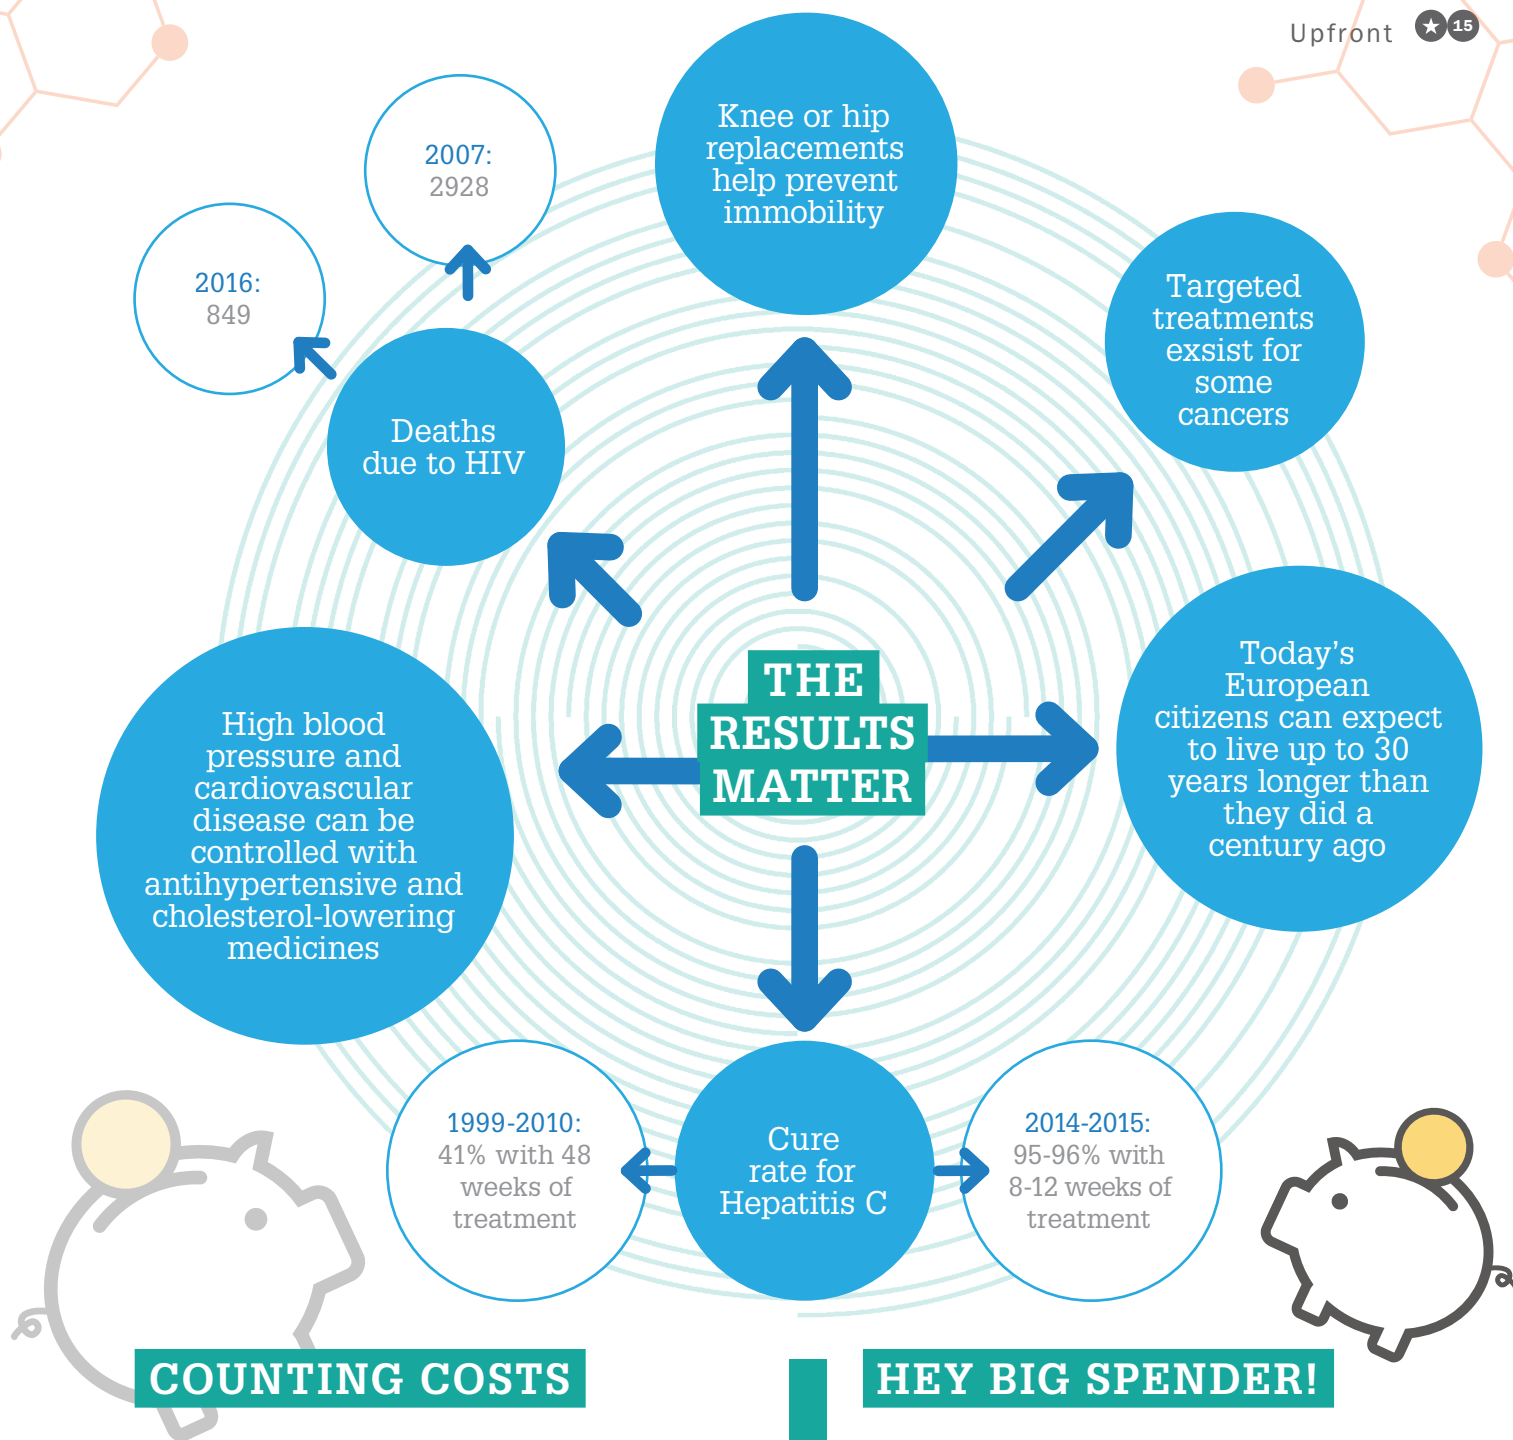 Upfront
15
Knee or hip
replacements
help prevent
immobility
2007:
2928
2016:
849
Targeted
treatments
exsist for
some
cancers
Deaths
due to HIV
Today’s
European
citizens can expect
to live up to 30
years longer than
they did a
century ago
THE
RESULTS
MATTER
High blood
pressure and
cardiovascular
disease can be
controlled with
antihypertensive and
cholesterol-lowering
medicines
1999-2010:
41% with 48
weeks of
treatment
Cure
rate for
Hepatitis C
2014-2015:
95-96% with
8-12 weeks of
treatment
COUNTING COSTS
HEY BIG SPENDER!